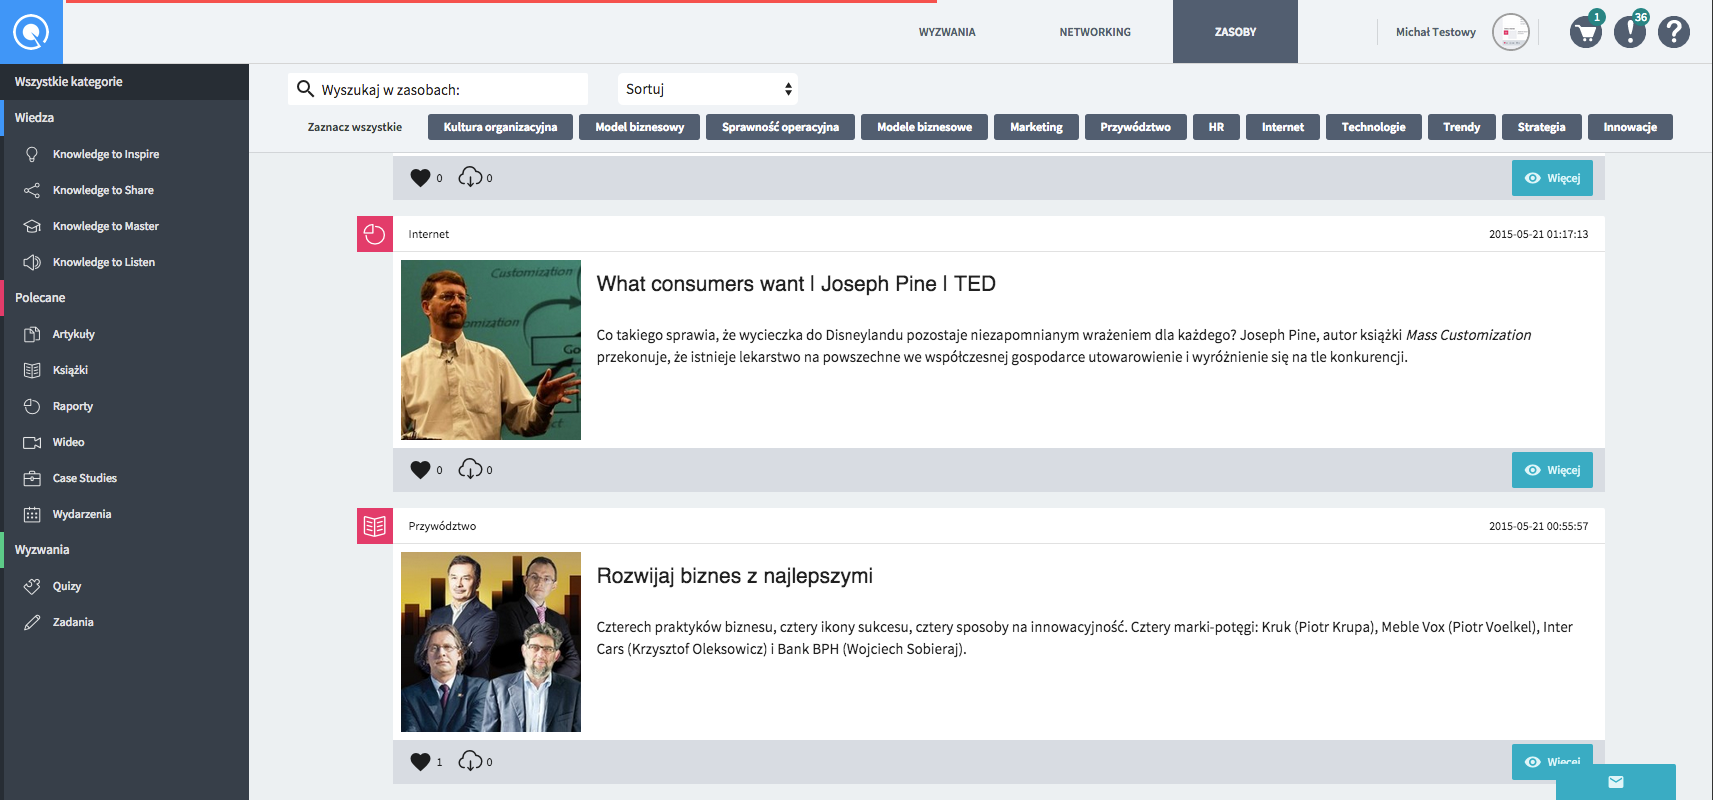 WYZWANIA
NETWORKING
ZASOBY
Michał Testowy
1
36
Wszystkie kategorie
Wiedza
Knowledge to Inspire
Knowledge to Share
Knowledge to Master
Knowledge to Listen
Polecane
Artykuły
Książki
Raporty
Wideo
Case Studies
Wydarzenia
Wyzwania
Quizy
Zadania
Wyszukaj w zasobach:
Sortuj
Zaznacz wszystkie
Kultura organizacyjna
Model biznesowy
Sprawność operacyjna
Modele biznesowe
Marketing
Przywództwo
HR
Internet
Technologie
Trendy
Strategia
Innowacje
0
0
Więcej
Internet
2015-05-21 01:17:13
Customization
mization
Go
What consumers want | Joseph Pine | TED
Co takiego sprawia, że wycieczka do Disneylandu pozostaje niezapomnianym wrażeniem dla każdego? Joseph Pine, autor książki Mass Customization
przekonuje, że istnieje lekarstwo na powszechne we współczesnej gospodarce utowarowienie i wyróżnienie się na tle konkurencji.
0
0
Więcej
Przywództwo
2015-05-21 00:55:57
Rozwijaj biznes z najlepszymi
Czterech praktyków biznesu, cztery ikony sukcesu, cztery sposoby na innowacyjność. Cztery marki-potęgi: Kruk (Piotr Krupa), Meble Vox (Piotr Voelkel), Inter
Cars (Krzysztof Oleksowicz) i Bank BPH (Wojciech Sobieraj).
1
0
Więcej